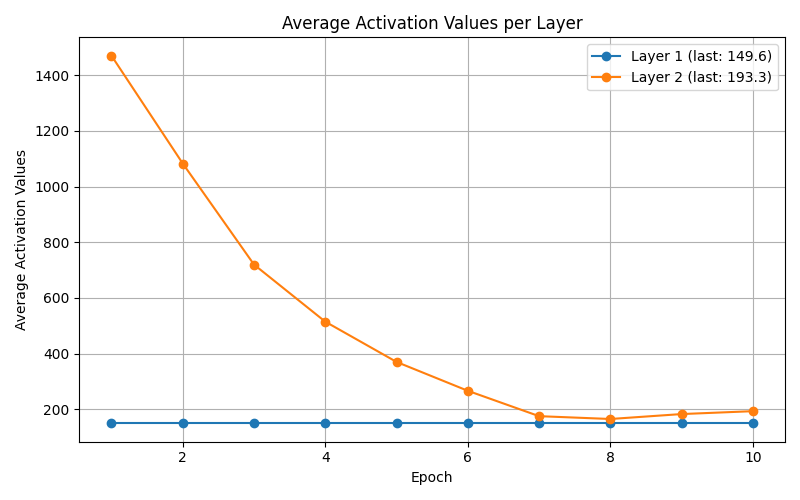 Average Activation Values per Layer
Layer 1 (last: 149.6)
Layer 2 (last: 193.3)
Average Activation Values
1400
1200
1000
800
600
400
200
2 4 6 8 10
Epoch